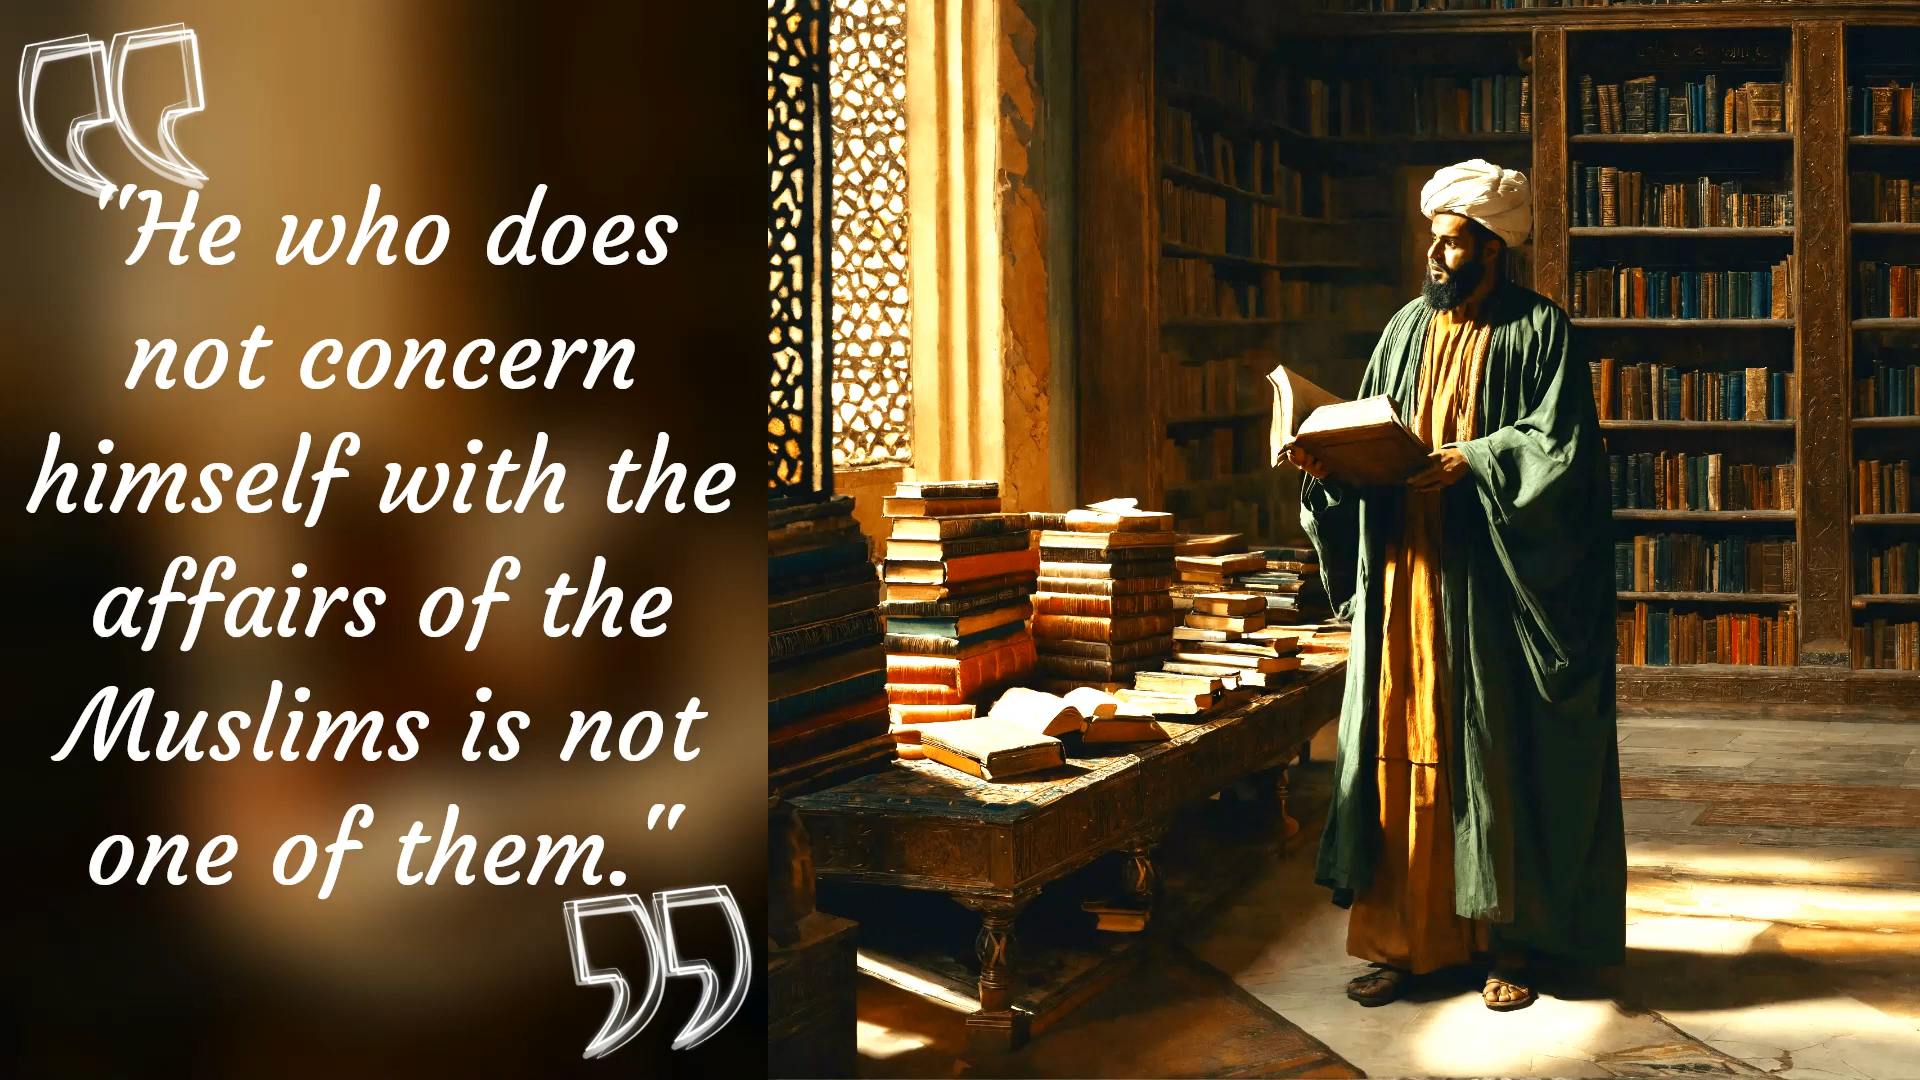 "He who does
not concern
himself with the
affairs of the
Muslims is not
one of them."